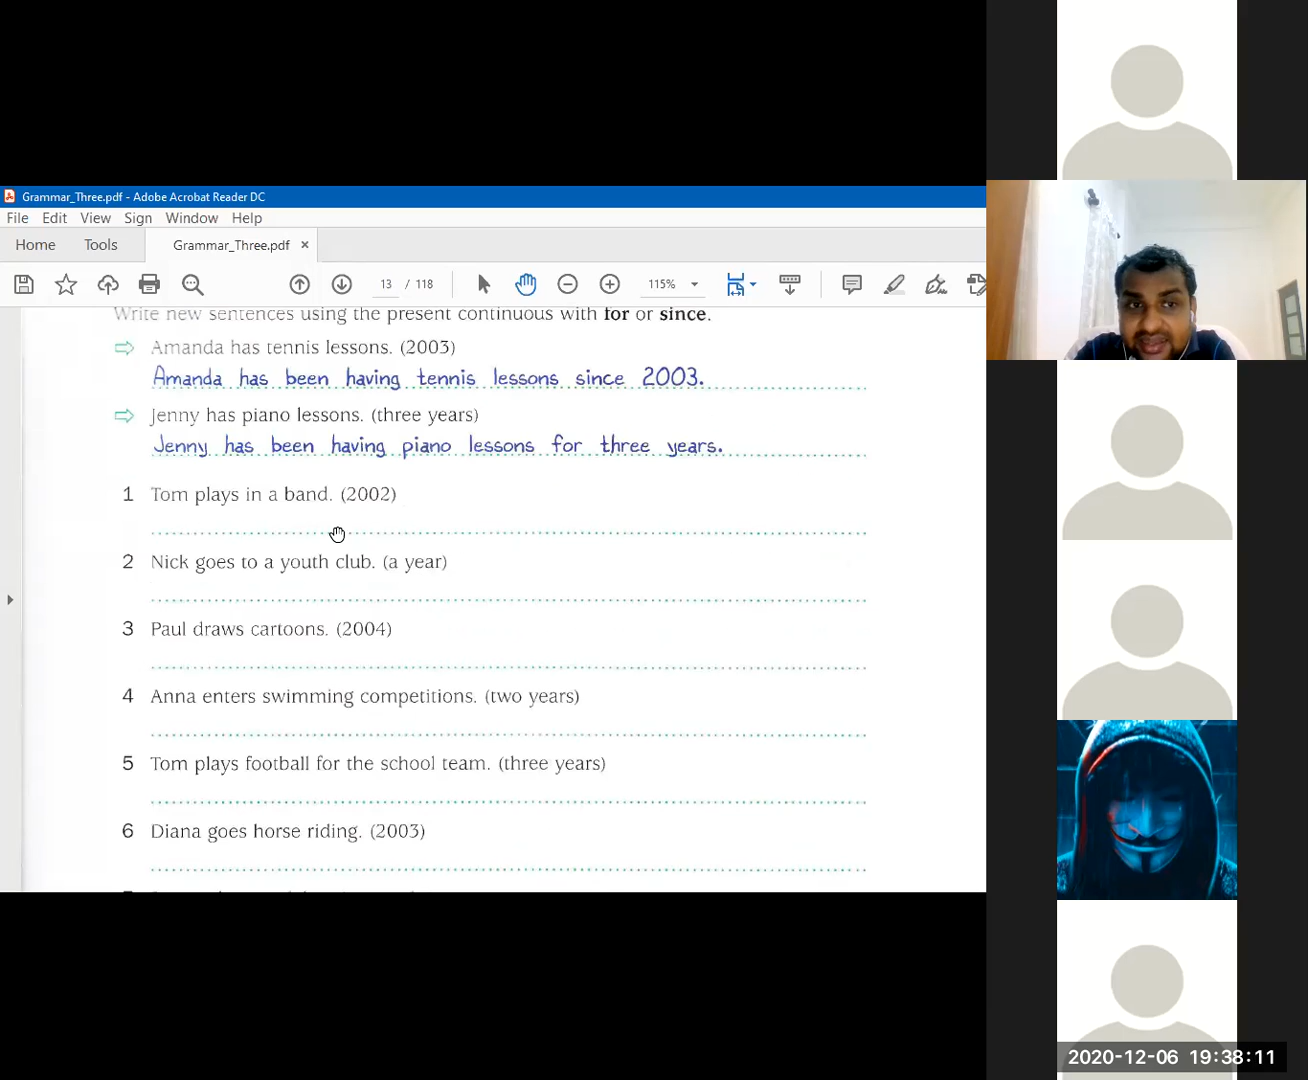 Grammar_Three.pdf - Adobe Acrobat Reader DC
File Edit View Sign Window Help
Home Tools Grammar_Three.pdf ×
13 / 118 115%
Write new sentences using the present continuous with for or since.
Amanda has tennis lessons. (2003)
Amanda has been having tennis lessons since 2003.
Jenny has piano lessons. (three years)
Jenny has been having piano lessons for three years.
1 Tom plays in a band. (2002)
2 Nick goes to a youth club. (a year)
3 Paul draws cartoons. (2004)
4 Anna enters swimming competitions. (two years)
5 Tom plays football for the school team. (three years)
6 Diana goes horse riding. (2003)
2020-12-06 19:38:11